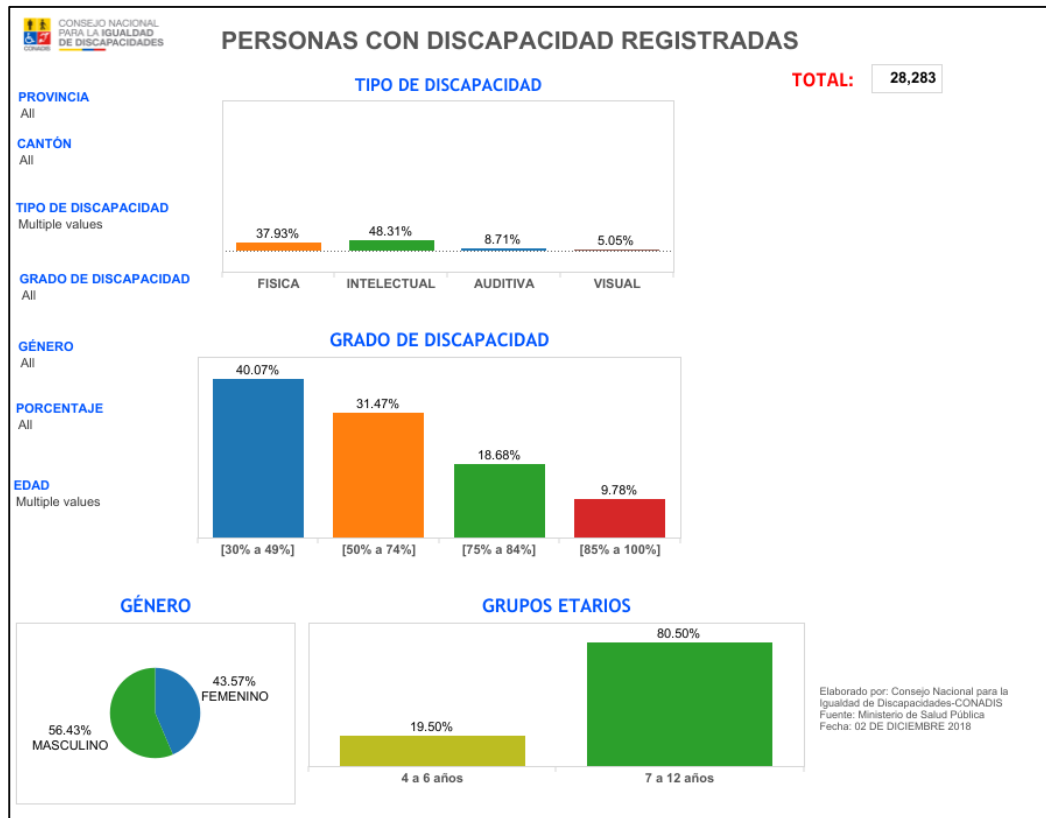 CONSEJO NACIONAL
PARA LA IGUALDAD
DE DISCAPACIDADES
CONADIS
PERSONAS CON DISCAPACIDAD REGISTRADAS
TOTAL: 28,283
PROVINCIA
All
CANTÓN
All
TIPO DE DISCAPACIDAD
Multiple values
GRADO DE DISCAPACIDAD
All
GÉNERO
All
PORCENTAJE
All
EDAD
Multiple values
TIPO DE DISCAPACIDAD
37.93% 48.31% 8.71% 5.05%
FISICA INTELECTUAL AUDITIVA VISUAL
GRADO DE DISCAPACIDAD
40.07% 31.47% 18.68% 9.78%
[30% a 49%] [50% a 74%] [75% a 84%] [85% a 100%]
GÉNERO
43.57%
FEMENINO
56.43%
MASCULINO
GRUPOS ETARIOS
19.50% 80.50%
4 a 6 años 7 a 12 años
Elaborado por: Consejo Nacional para la
Igualdad de Discapacidades-CONADIS
Fuente: Ministerio de Salud Pública
Fecha: 02 DE DICIEMBRE 2018